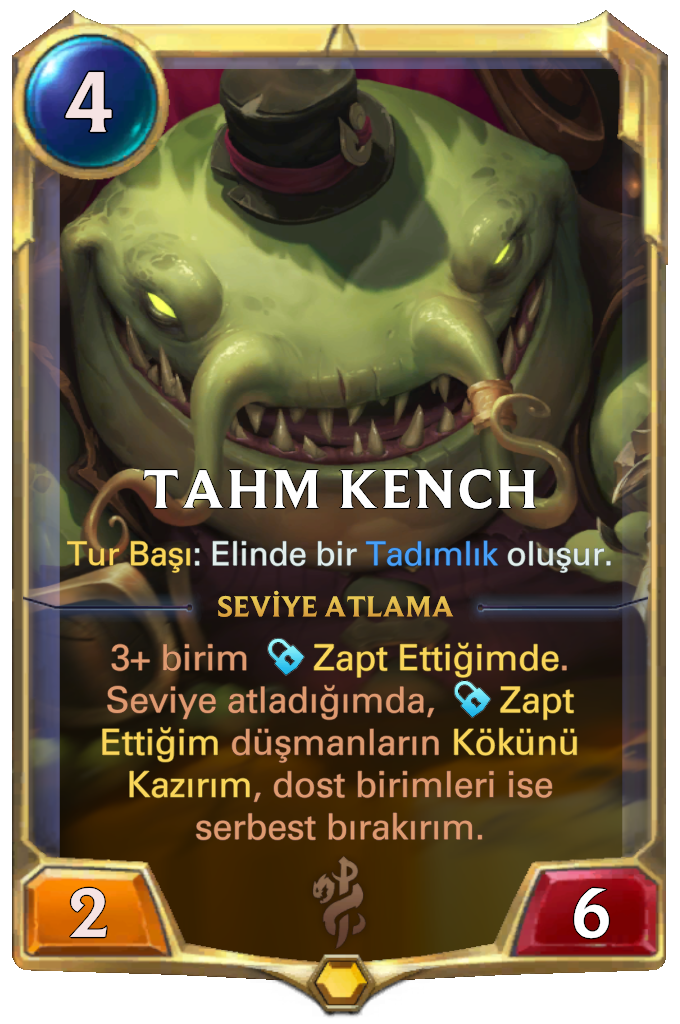 4
TAHM KENCH
Tur Başı: Elinde bir Tadımlık oluşur.
SEVİYE ATLAMA
3+ birim Zapt Ettiğimde.
Seviye atladığımda, Zapt
Ettiğim düşmanların Kökünü
Kazırım, dost birimleri ise
serbest bırakırım.
2
6